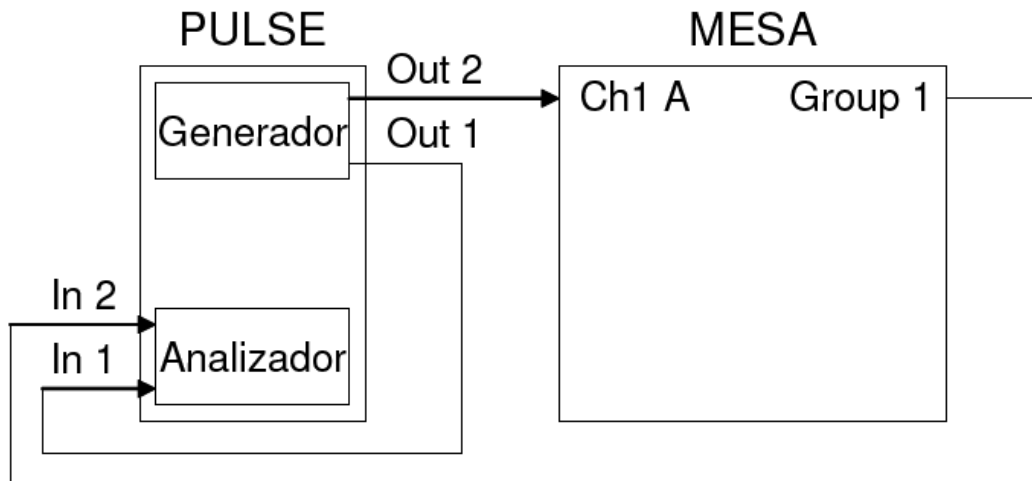 PULSE
MESA
Out 2
Ch1 A
Group 1
Generador
Out 1
In 2
In 1
Analizador